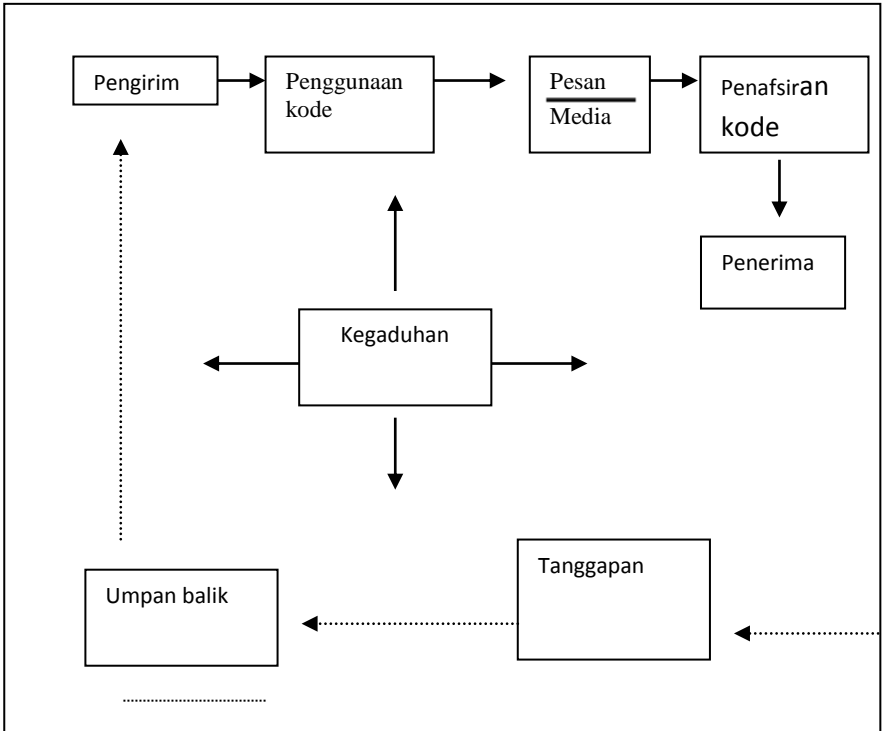 Pengirim
Penggunaan
kode
Pesan
Media
Penafsiran
kode
Penerima
Kegaduhan
Tanggapan
Umpan balik